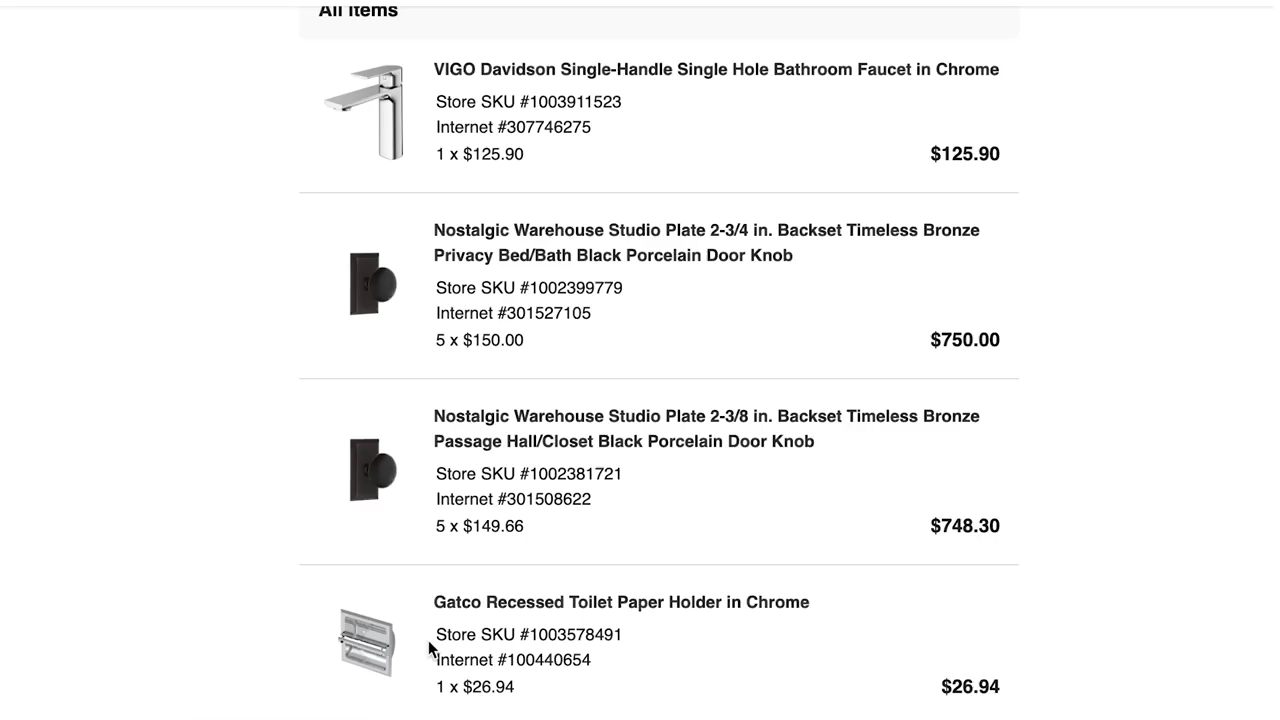 All Items
VIGO Davidson Single-Handle Single Hole Bathroom Faucet in Chrome
Store SKU #1003911523
Internet #307746275
1 x $125.90
$125.90
Nostalgic Warehouse Studio Plate 2-3/4 in. Backset Timeless Bronze
Privacy Bed/Bath Black Porcelain Door Knob
Store SKU #1002399779
Internet #301527105
5 x $150.00
$750.00
Nostalgic Warehouse Studio Plate 2-3/8 in. Backset Timeless Bronze
Passage Hall/Closet Black Porcelain Door Knob
Store SKU #1002381721
Internet #301508622
5 x $149.66
$748.30
Gatco Recessed Toilet Paper Holder in Chrome
Store SKU #1003578491
Internet #100440654
1 x $26.94
$26.94